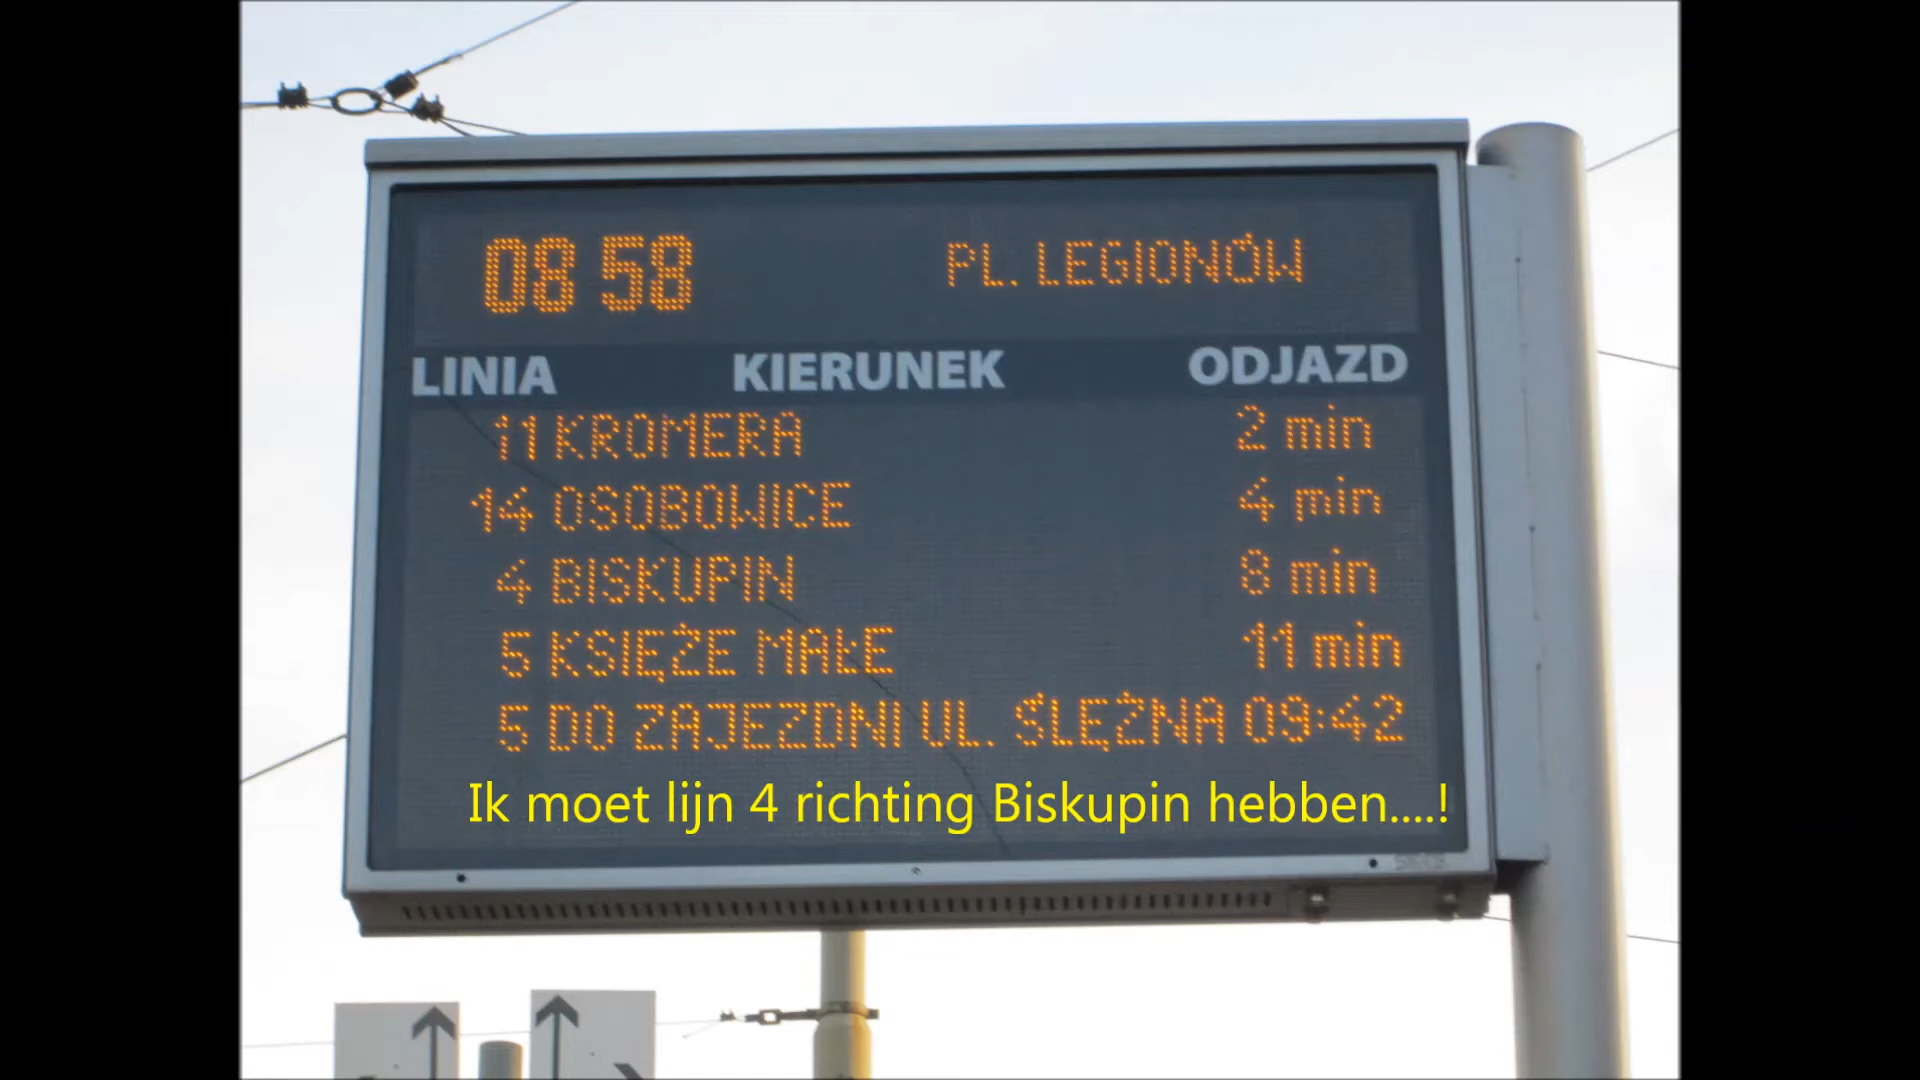 08 58 PL. LEGIONÓW
LINIA KIERUNEK ODJAZD
11 KROMERA 2 min
14 OSOBOWICE 4 min
4 BISKUPIN 8 min
5 KSIĘŻE MAŁE 11 min
5 DO ZAJEZDNI UL. ŚLĘŻNA 09:42
Ik moet lijn 4 richting Biskupin hebben....!